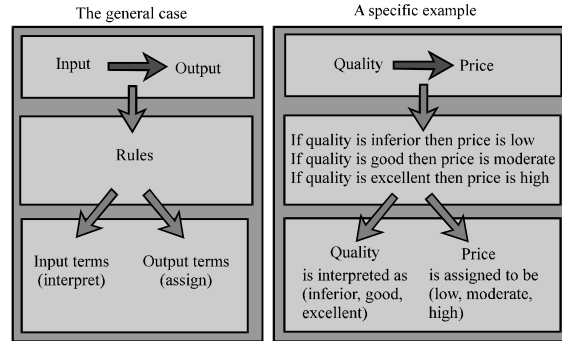 The general case
Input
Output
Rules
Input terms
(interpret)
Output terms
(assign)
A specific example
Quality
Price
If quality is inferior then price is low
If quality is good then price is moderate
If quality is excellent then price is high
Quality
is interpreted as
(inferior, good,
excellent)
Price
is assigned to be
(low, moderate,
high)